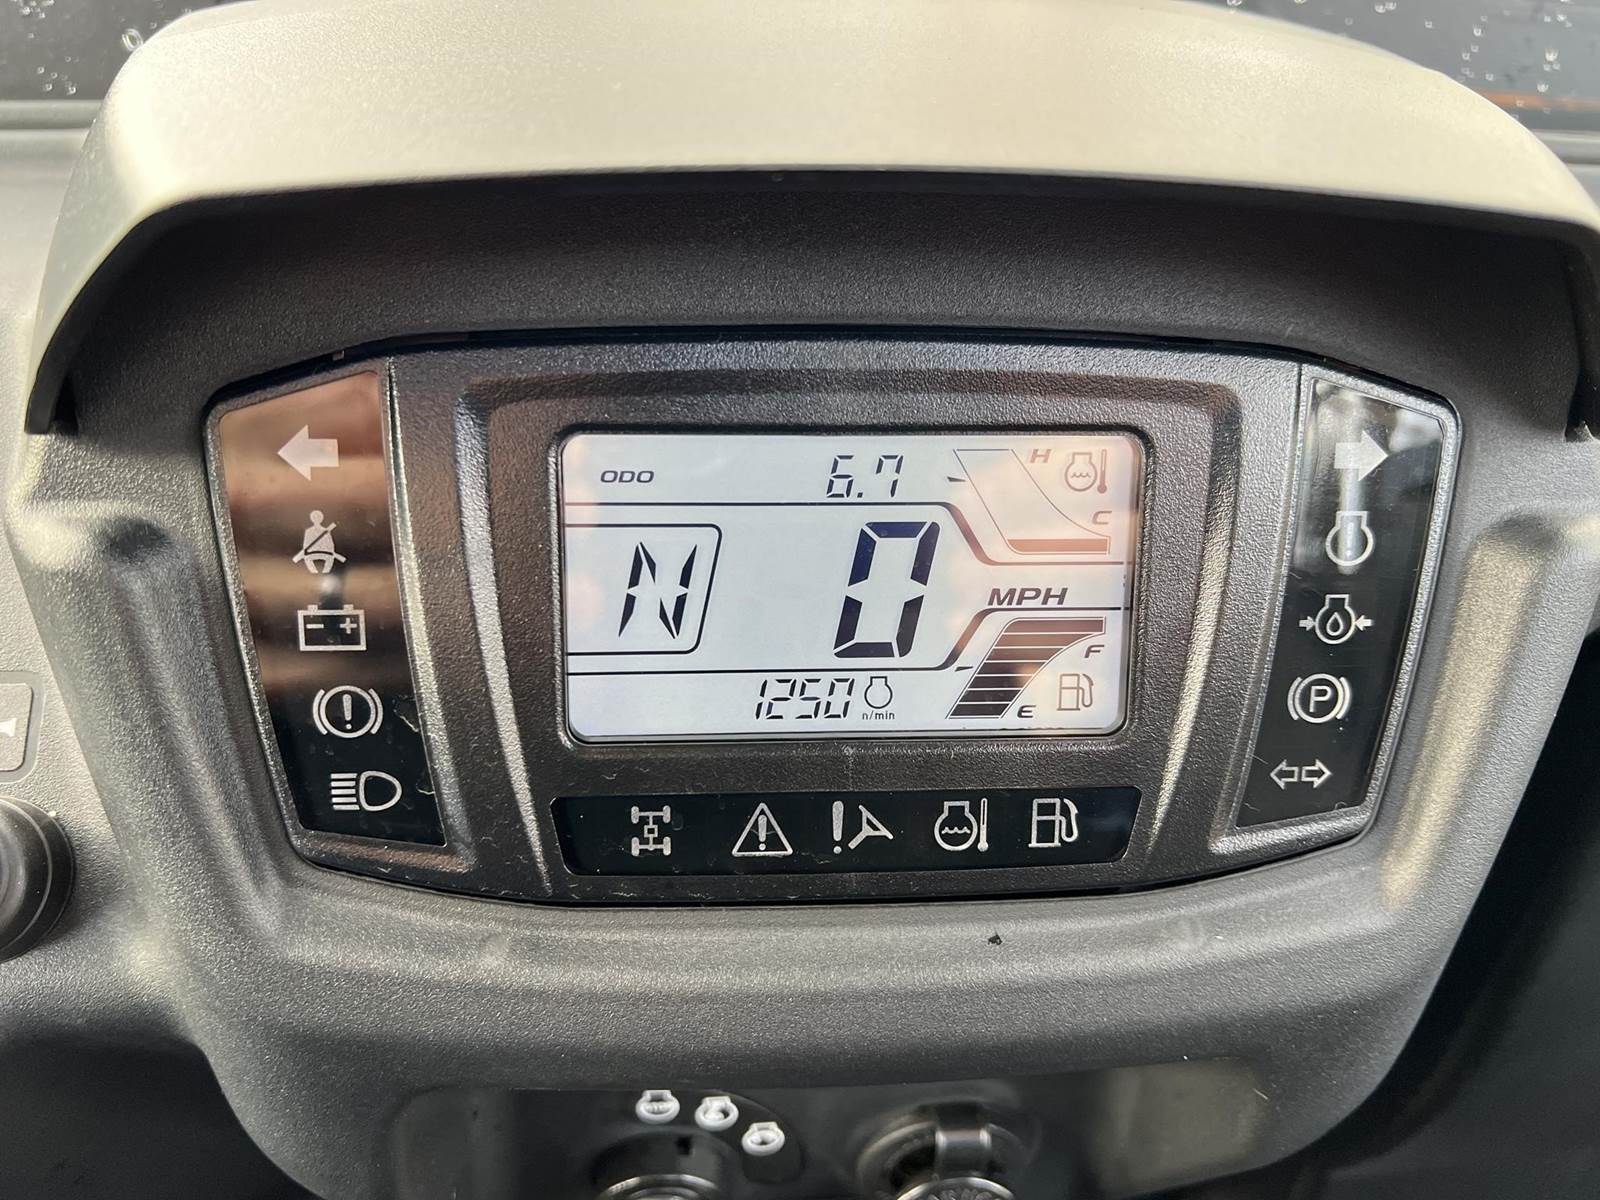 ODO 6.7 H
C
N 0 MPH
F
1250 n/min E
P